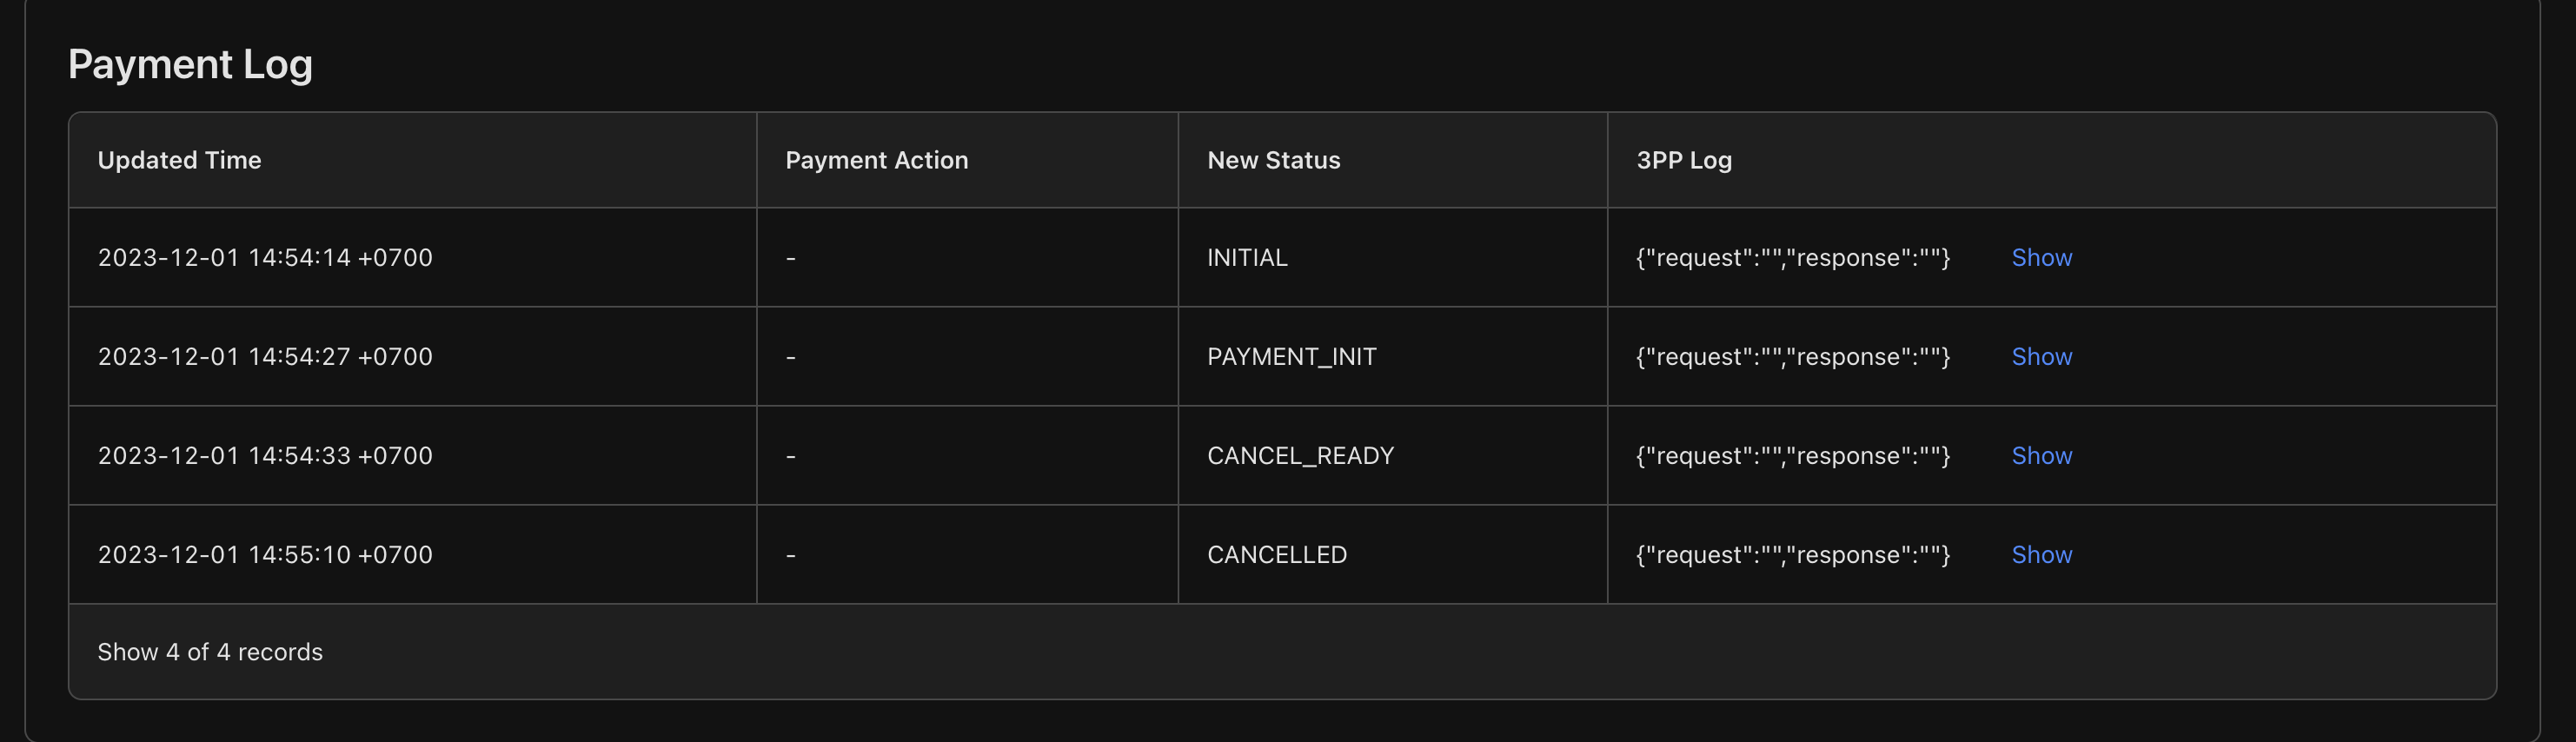 Payment Log
Updated Time Payment Action New Status 3PP Log
2023-12-01 14:54:14 +0700 - INITIAL {"request":"","response":""} Show
2023-12-01 14:54:27 +0700 - PAYMENT_INIT {"request":"","response":""} Show
2023-12-01 14:54:33 +0700 - CANCEL_READY {"request":"","response":""} Show
2023-12-01 14:55:10 +0700 - CANCELLED {"request":"","response":""} Show
Show 4 of 4 records